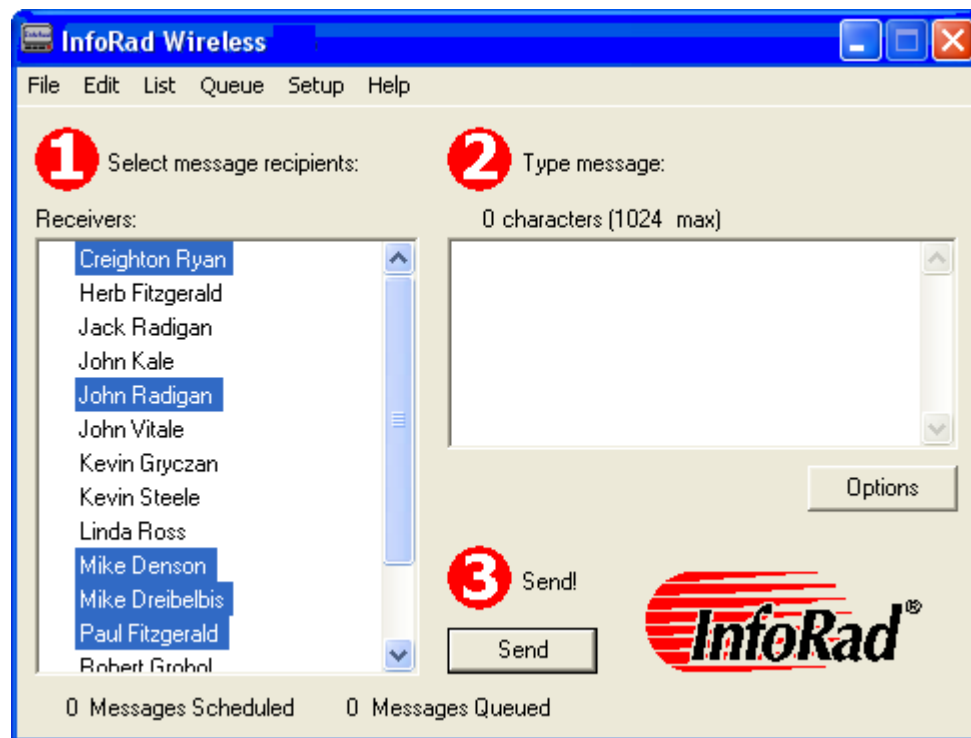 InfoRad Wireless
File Edit List Queue Setup Help
1 Select message recipients:
Receivers:
Creighton Ryan
Herb Fitzgerald
Jack Radigan
John Kale
John Radigan
John Vitale
Kevin Gryczan
Kevin Steele
Linda Ross
Mike Denson
Mike Dreibelbis
Paul Fitzgerald
Robert Grohol
2 Type message:
0 characters (1024 max)
Options
3 Send!
Send
InfoRad®
0 Messages Scheduled 0 Messages Queued